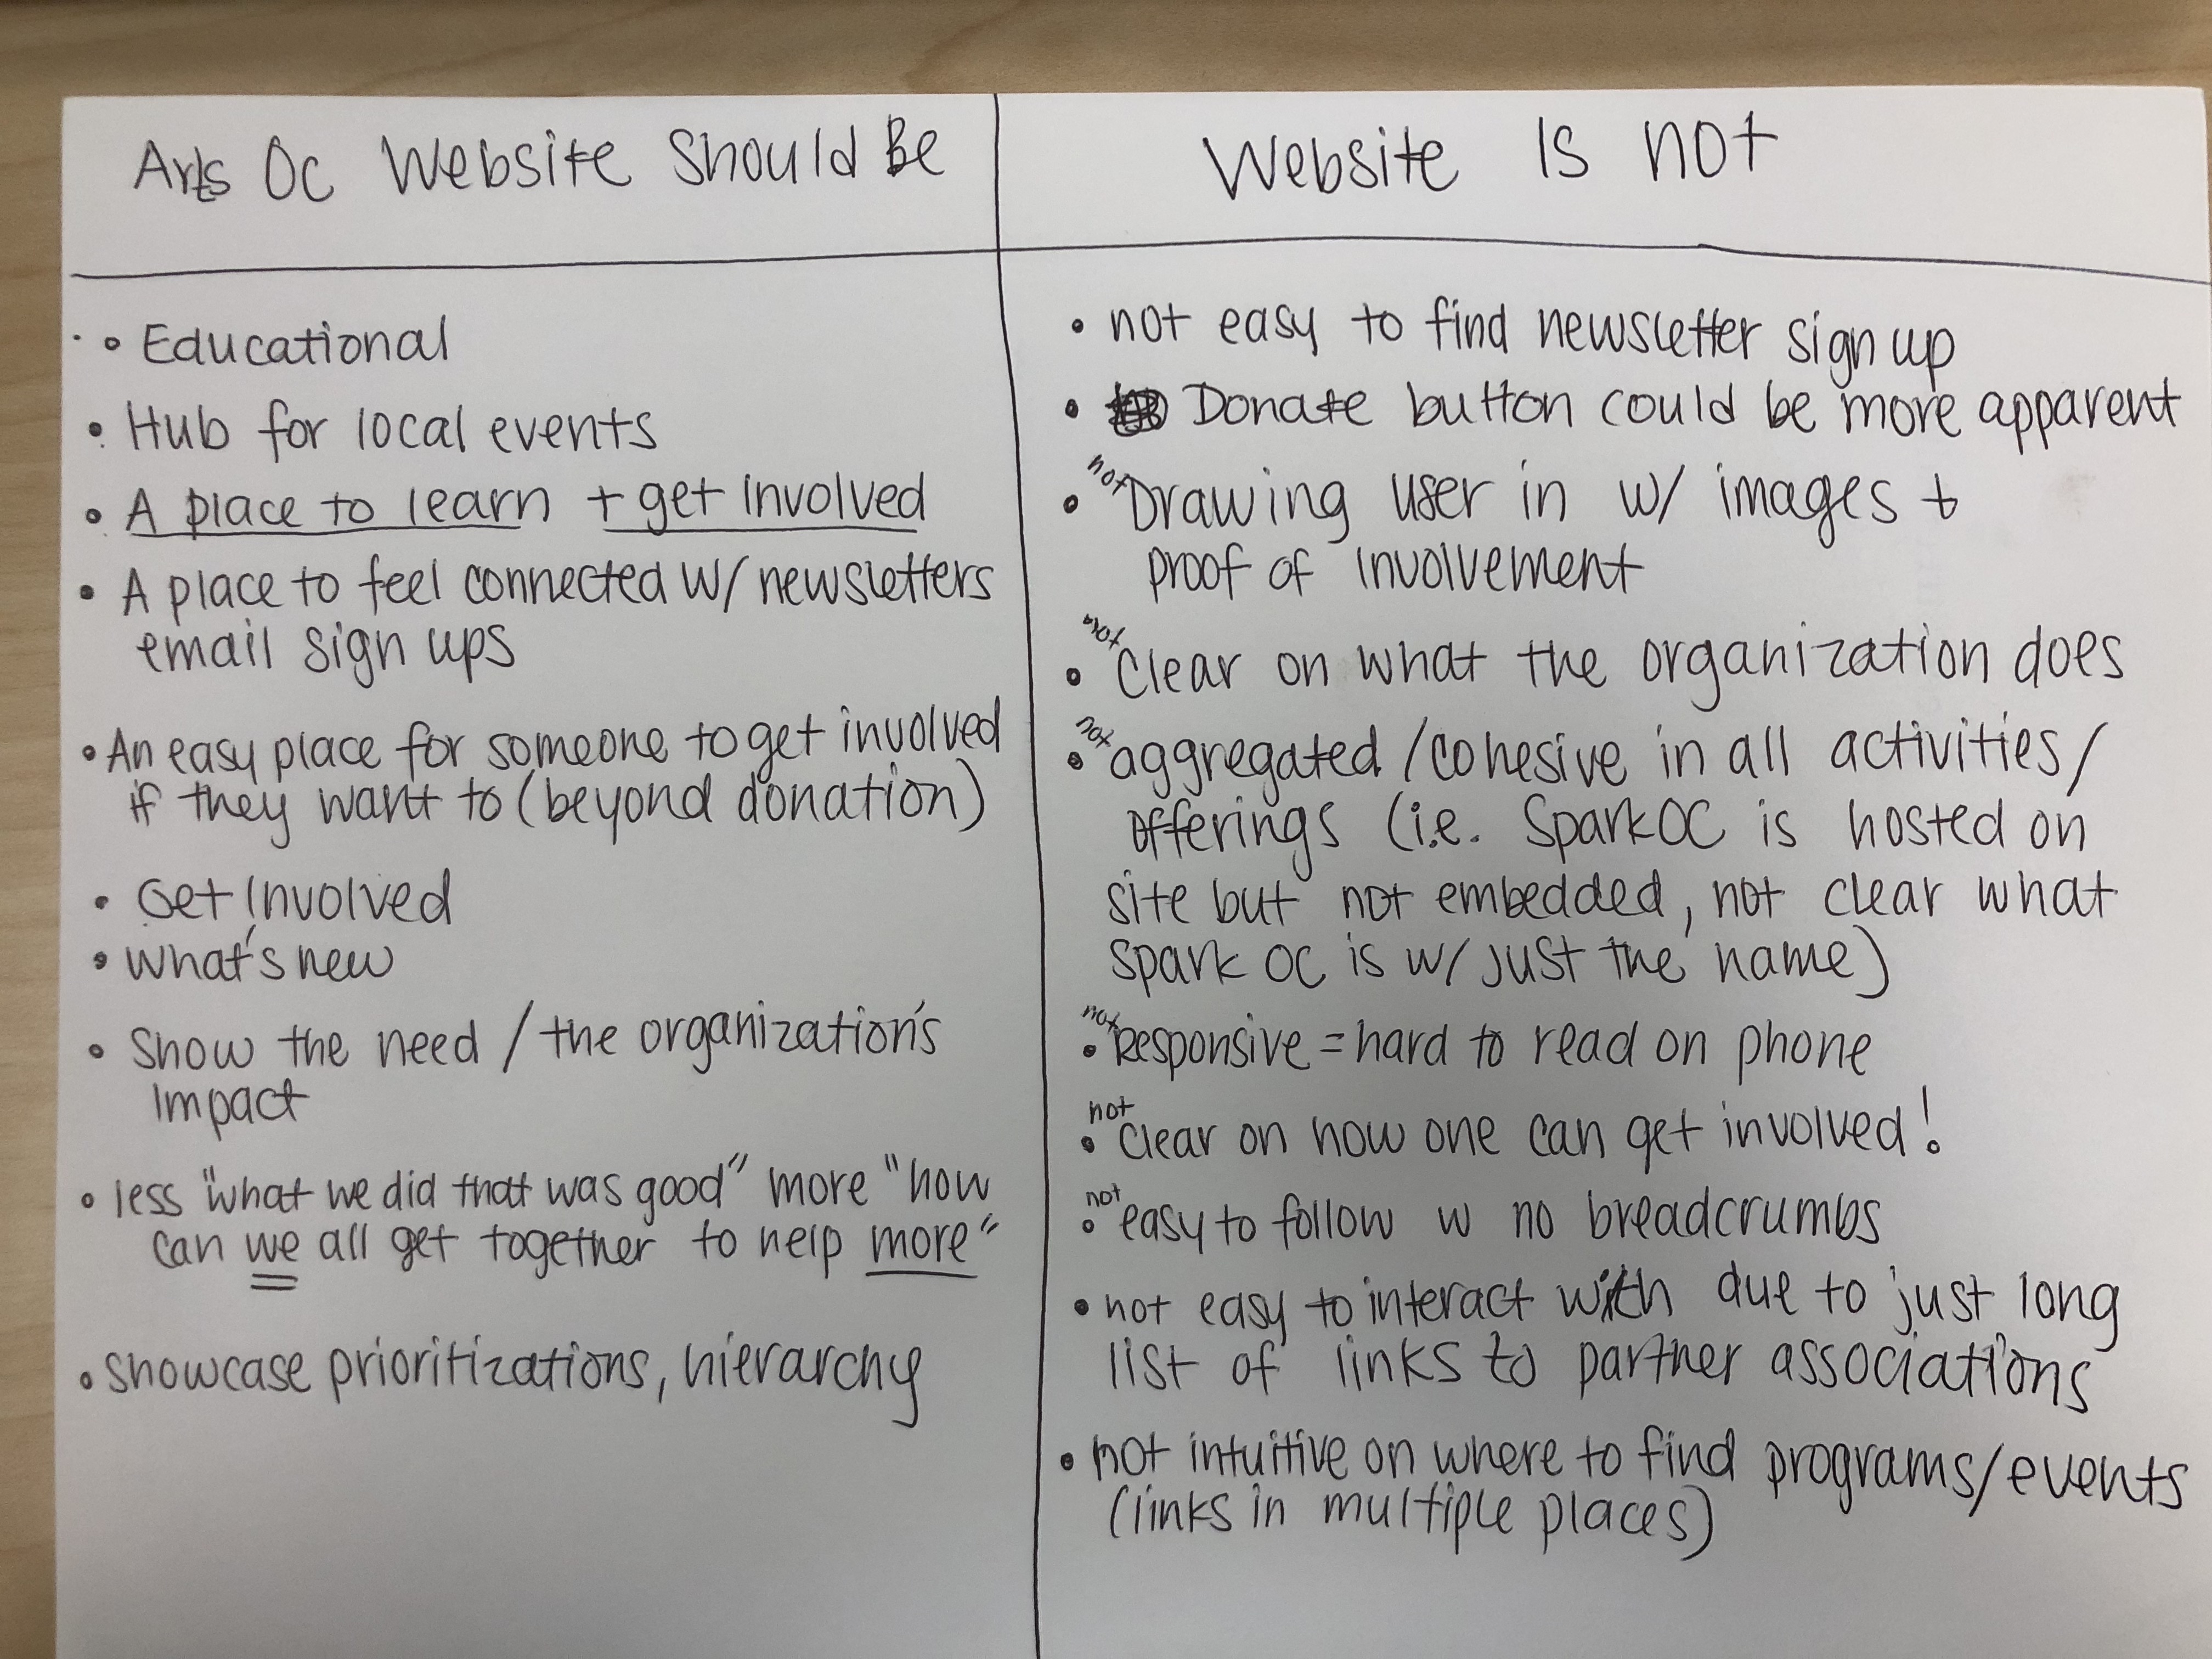 Arts Oc Website Should Be
• Educational
• Hub for local events
• A place to learn + get involved
• A place to feel connected w/ newsletters
email sign ups
• An easy place for someone to get involved
if they want to (beyond donation)
• Get Involved
• What's new
• Show the need / the organization's
impact
• less "what we did that was good" more "how
can we all get together to help more"
• showcase prioritizations, hierarchy
Website Is not
• not easy to find newsletter sign up
• Donate button could be more apparent
• not Drawing user in w/ images +
proof of involvement
• not Clear on what the organization does
• not aggregated / cohesive in all activities/
offerings (i.e. SparkOC is hosted on
site but not embedded, not clear what
Spark OC is w/ just the name)
• not Responsive = hard to read on phone
• not Clear on how one can get involved!
• not easy to follow w no breadcrumbs
• not easy to interact with due to just long
list of links to partner associations
• not intuitive on where to find programs/events
(links in multiple places)